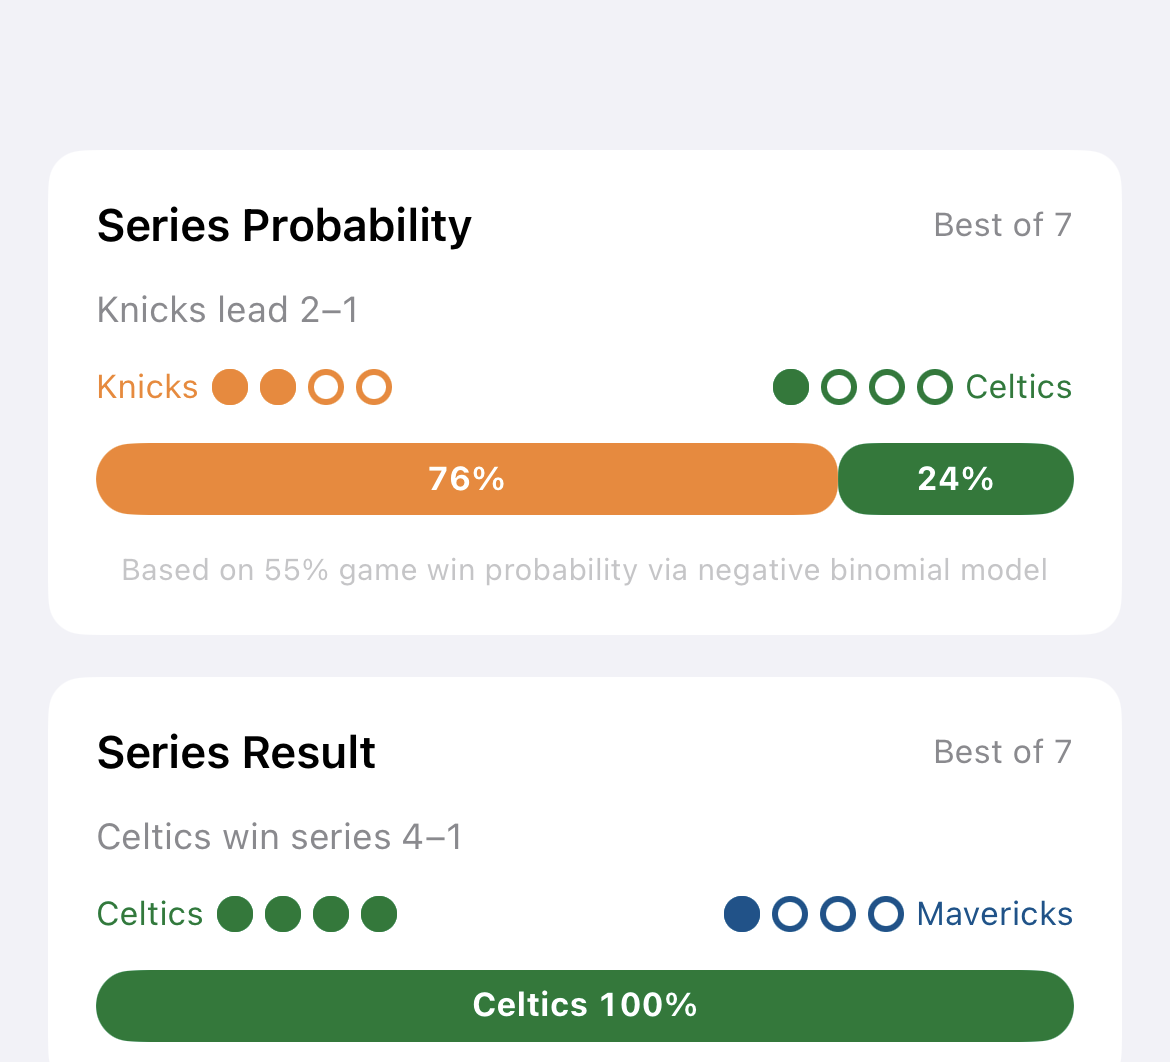 Series Probability Best of 7
Knicks lead 2–1
Knicks Celtics
76% 24%
Based on 55% game win probability via negative binomial model
Series Result Best of 7
Celtics win series 4–1
Celtics Mavericks
Celtics 100%